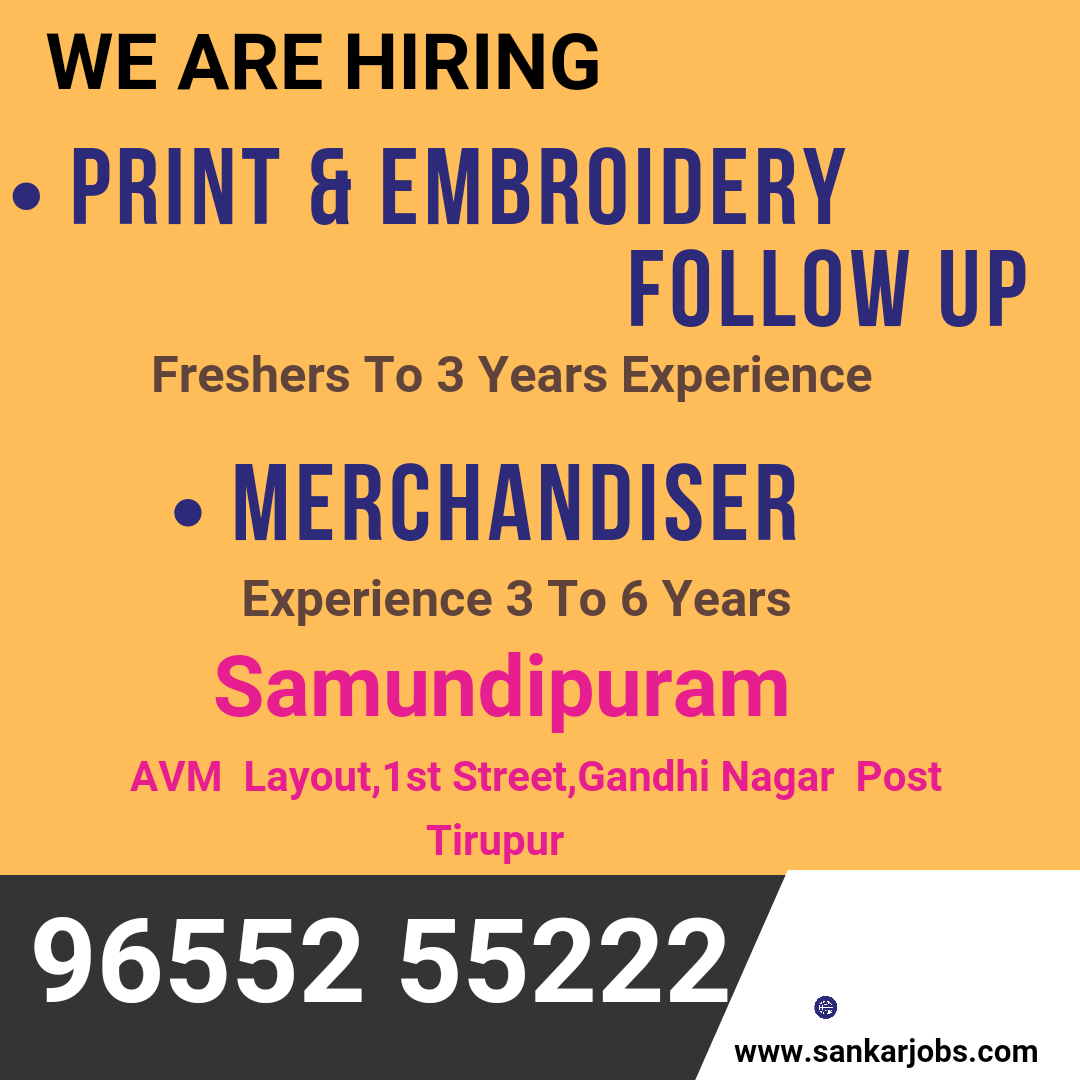 WE ARE HIRING
• PRINT & EMBROIDERY
FOLLOW UP
Freshers To 3 Years Experience
• MERCHANDISER
Experience 3 To 6 Years
Samundipuram
AVM Layout,1st Street,Gandhi Nagar Post
Tirupur
96552 55222
www.sankarjobs.com